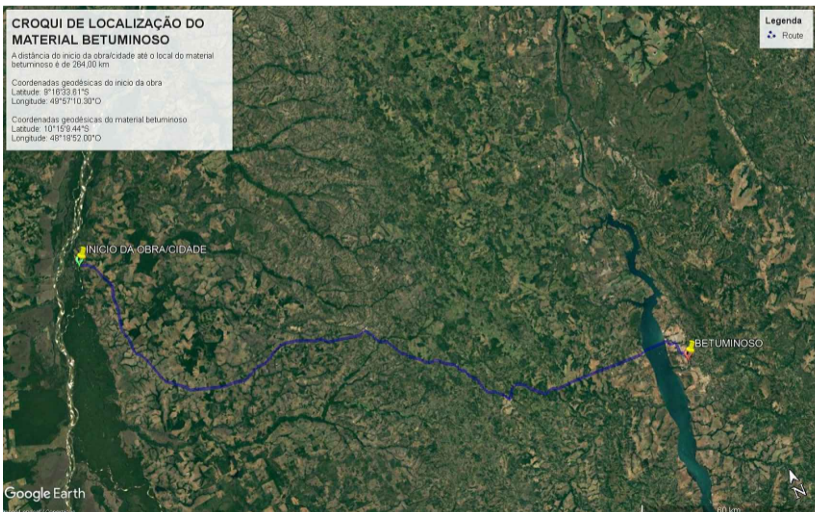 CROQUI DE LOCALIZAÇÃO DO
MATERIAL BETUMINOSO
A distância do inicio da obra/cidade até o local do material
betuminoso é de 264,00 km
Coordenadas geodésicas do inicio da obra
Latitude: 9°16'33.61"S
Longitude: 49°57'10.30"O
Coordenadas geodésicas do material betuminoso
Latitude: 10°15'9.44"S
Longitude: 48°18'52.00"O
Legenda
Route
INICIO DA OBRA/CIDADE
BETUMINOSO
Google Earth
N
60 km